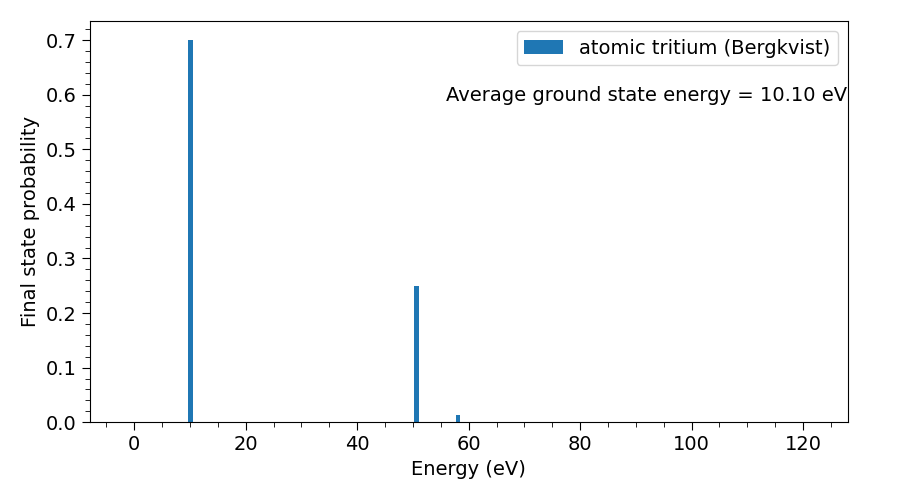 atomic tritium (Bergkvist)
Average ground state energy = 10.10 eV
Final state probability
0.7
0.6
0.5
0.4
0.3
0.2
0.1
0.0
0 20 40 60 80 100 120
Energy (eV)